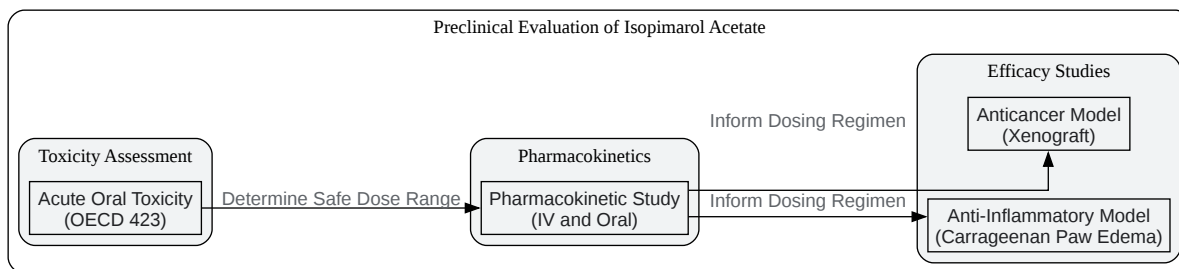 Preclinical Evaluation of Isopimarol Acetate
Toxicity Assessment
Acute Oral Toxicity
(OECD 423)
Determine Safe Dose Range
Pharmacokinetics
Pharmacokinetic Study
(IV and Oral)
Inform Dosing Regimen
Inform Dosing Regimen
Efficacy Studies
Anticancer Model
(Xenograft)
Anti-Inflammatory Model
(Carrageenan Paw Edema)